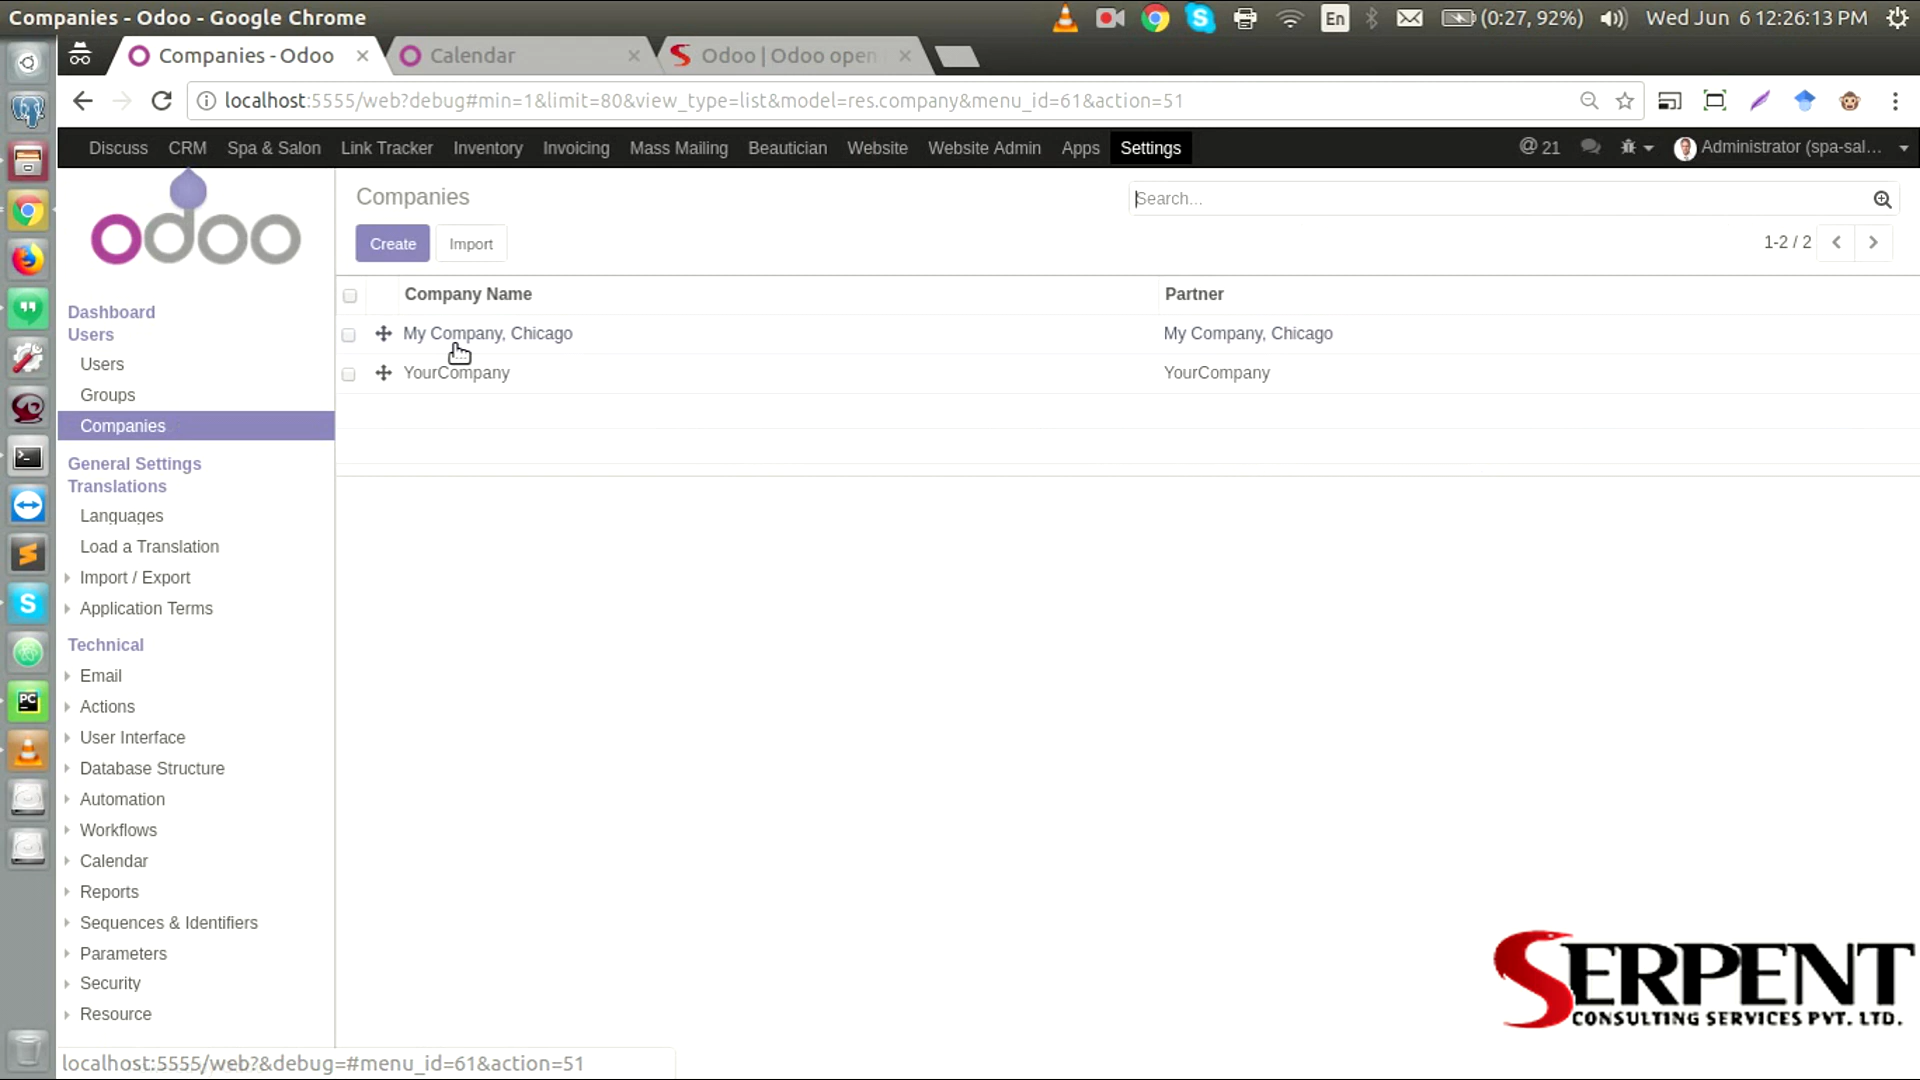 Companies - Odoo - Google Chrome
En
(0:27, 92%)
Wed Jun 6 12:26:13 PM
Companies - Odoo
Calendar
Odoo | Odoo open
localhost:5555/web?debug#min=1&limit=80&view_type=list&model=res.company&menu_id=61&action=51
Discuss CRM Spa & Salon Link Tracker Inventory Invoicing Mass Mailing Beautician Website Website Admin Apps Settings
@ 21
Administrator (spa-sal...
odoo
Companies
Search...
Create
Import
1-2 / 2
Company Name Partner
My Company, Chicago My Company, Chicago
YourCompany YourCompany
Dashboard
Users
Users
Groups
Companies
General Settings
Translations
Languages
Load a Translation
Import / Export
Application Terms
Technical
Email
Actions
User Interface
Database Structure
Automation
Workflows
Calendar
Reports
Sequences & Identifiers
Parameters
Security
Resource
PC
S
SERPENT
CONSULTING SERVICES PVT. LTD.
localhost:5555/web?&debug=#menu_id=61&action=51